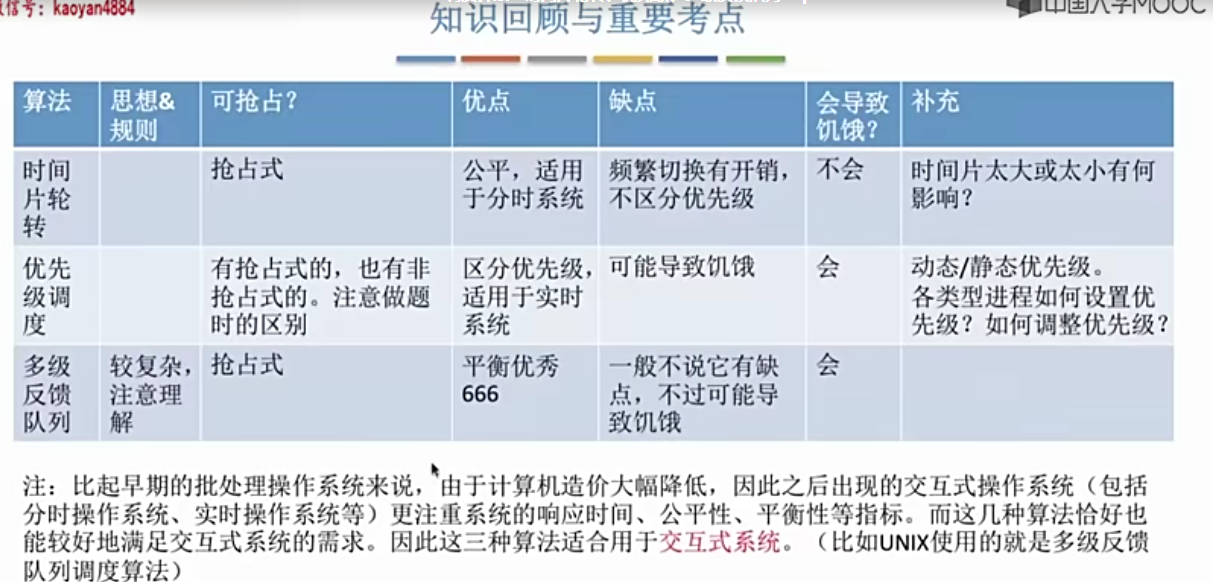 信号：kaoyan4884
中国大学MOOC
知识回顾与重要考点
算法 思想& 可抢占？ 优点 缺点 会导致 补充
规则 饥饿？
时间 抢占式 公平，适用 频繁切换有开销， 不会 时间片太大或太小有何
片轮 于分时系统 不区分优先级 影响？
转
优先 有抢占式的，也有非 区分优先级， 可能导致饥饿 会 动态/静态优先级。
级调 抢占式的。注意做题 适用于实时 各类型进程如何设置优
度 时的区别 系统 先级？如何调整优先级？
多级 较复杂， 抢占式 平衡优秀 一般不说它有缺 会
反馈 注意理 666 点，不过可能导
队列 解 致饥饿
注：比起早期的批处理操作系统来说，由于计算机造价大幅降低，因此之后出现的交互式操作系统（包括
分时操作系统、实时操作系统等）更注重系统的响应时间、公平性、平衡性等指标。而这几种算法恰好也
能较好地满足交互式系统的需求。因此这三种算法适合用于交互式系统。（比如UNIX使用的就是多级反馈
队列调度算法）